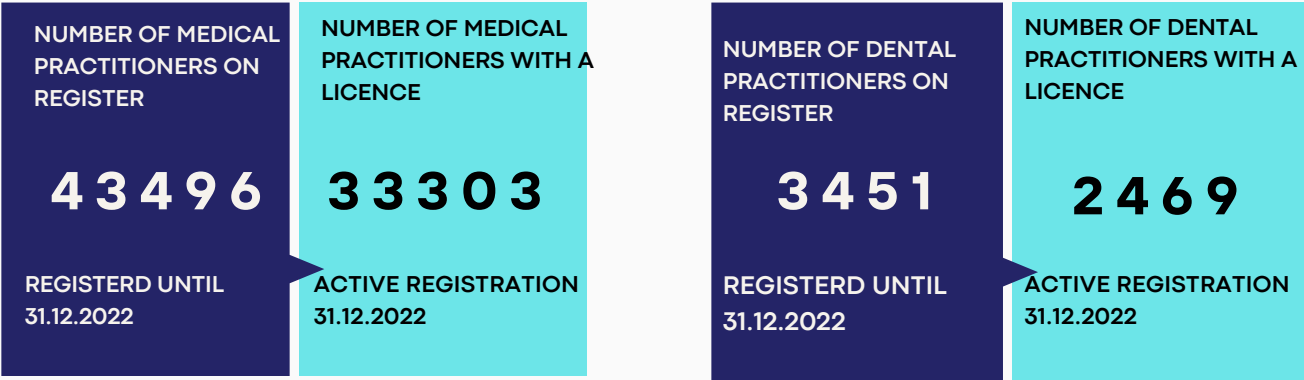 NUMBER OF MEDICAL
PRACTITIONERS ON
REGISTER
43496
REGISTERD UNTIL
31.12.2022
NUMBER OF MEDICAL
PRACTITIONERS WITH A
LICENCE
33303
ACTIVE REGISTRATION
31.12.2022
NUMBER OF DENTAL
PRACTITIONERS ON
REGISTER
3451
REGISTERD UNTIL
31.12.2022
NUMBER OF DENTAL
PRACTITIONERS WITH A
LICENCE
2469
ACTIVE REGISTRATION
31.12.2022